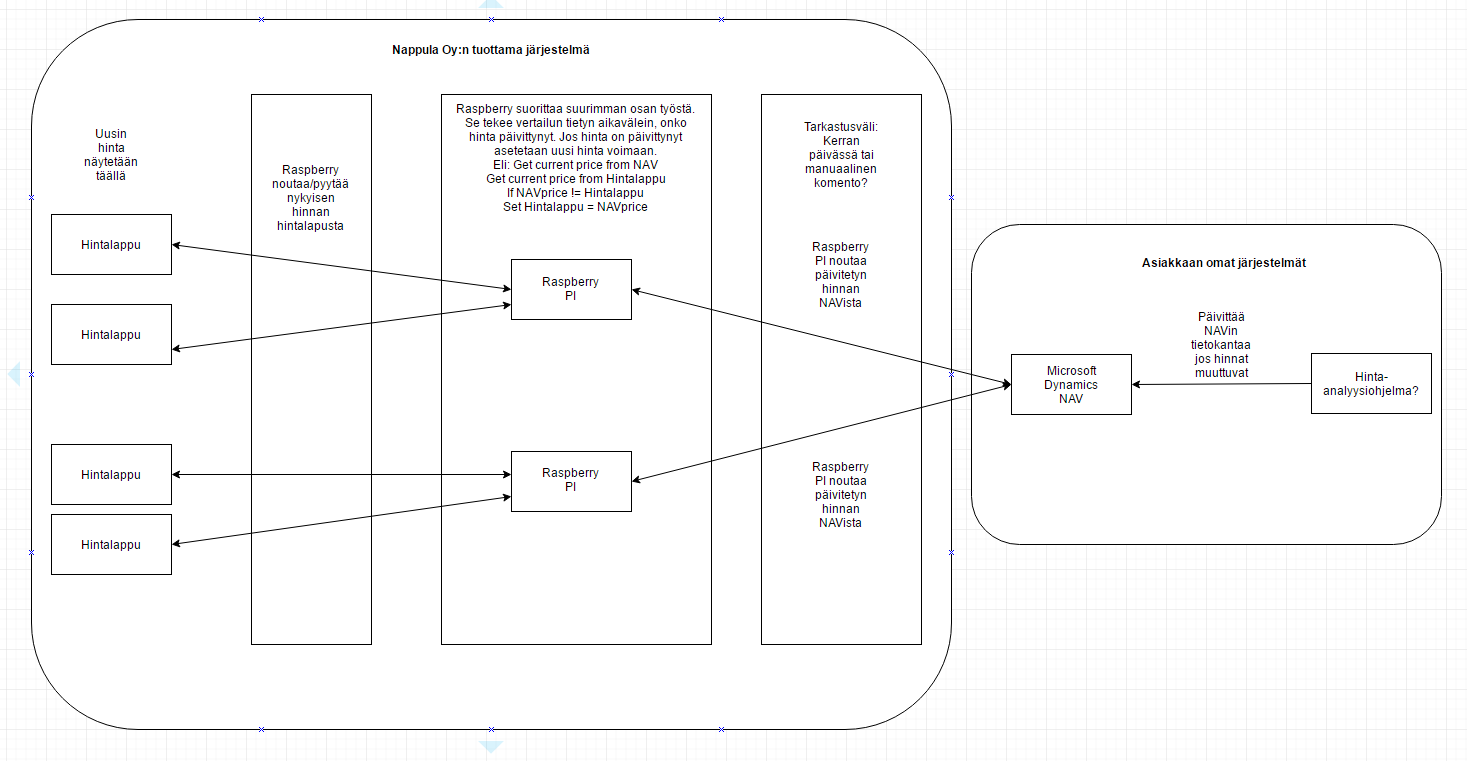 Nappula Oy:n tuottama järjestelmä
Uusin
hinta
näytetään
täällä
Hintalappu
Hintalappu
Hintalappu
Hintalappu
Raspberry
noutaa/pyytää
nykyisen
hinnan
hintalapusta
Raspberry suorittaa suurimman osan työstä.
Se tekee vertailun tietyn aikavälein, onko
hinta päivittynyt. Jos hinta on päivittynyt
asetetaan uusi hinta voimaan.
Eli: Get current price from NAV
Get current price from Hintalappu
If NAVprice != Hintalappu
Set Hintalappu = NAVprice
Raspberry
PI
Raspberry
PI
Tarkastusväli:
Kerran
päivässä tai
manuaalinen
komento?
Raspberry
PI noutaa
päivitetyn
hinnan
NAVista
Raspberry
PI noutaa
päivitetyn
hinnan
NAVista
Asiakkaan omat järjestelmät
Microsoft
Dynamics
NAV
Päivittää
NAVin
tietokantaa
jos hinnat
muuttuvat
Hinta-
analyysiohjelma?